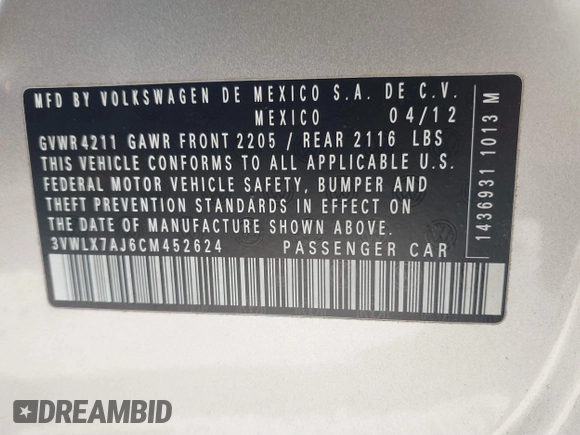 MFD BY VOLKSWAGEN DE MEXICO S.A. DE C.V.
MEXICO 04/12
GVWR 4211 GAWR FRONT 2205 / REAR 2116 LBS
THIS VEHICLE CONFORMS TO ALL APPLICABLE U.S.
FEDERAL MOTOR VEHICLE SAFETY, BUMPER AND
THEFT PREVENTION STANDARDS IN EFFECT ON
THE DATE OF MANUFACTURE SHOWN ABOVE.
3VWLX7AJ6CM452624 PASSENGER CAR
1436931 1013 M
DREAMBID